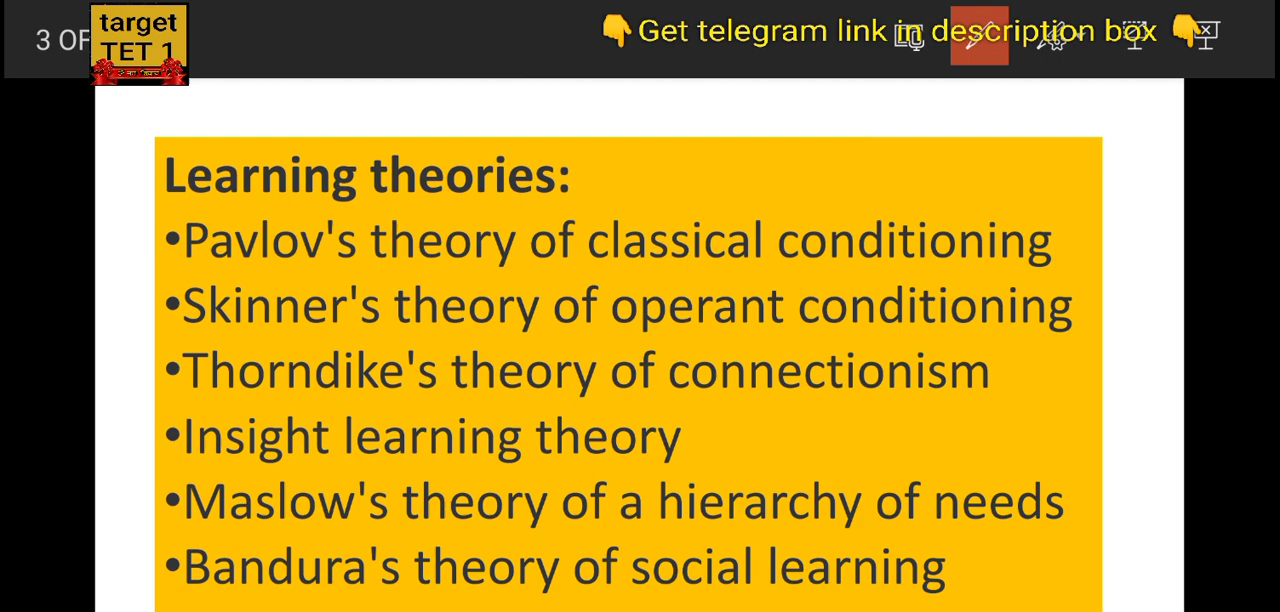 3 OF
target
TET 1
👇Get telegram link in description box 👇
Learning theories:
•Pavlov's theory of classical conditioning
•Skinner's theory of operant conditioning
•Thorndike's theory of connectionism
•Insight learning theory
•Maslow's theory of a hierarchy of needs
•Bandura's theory of social learning